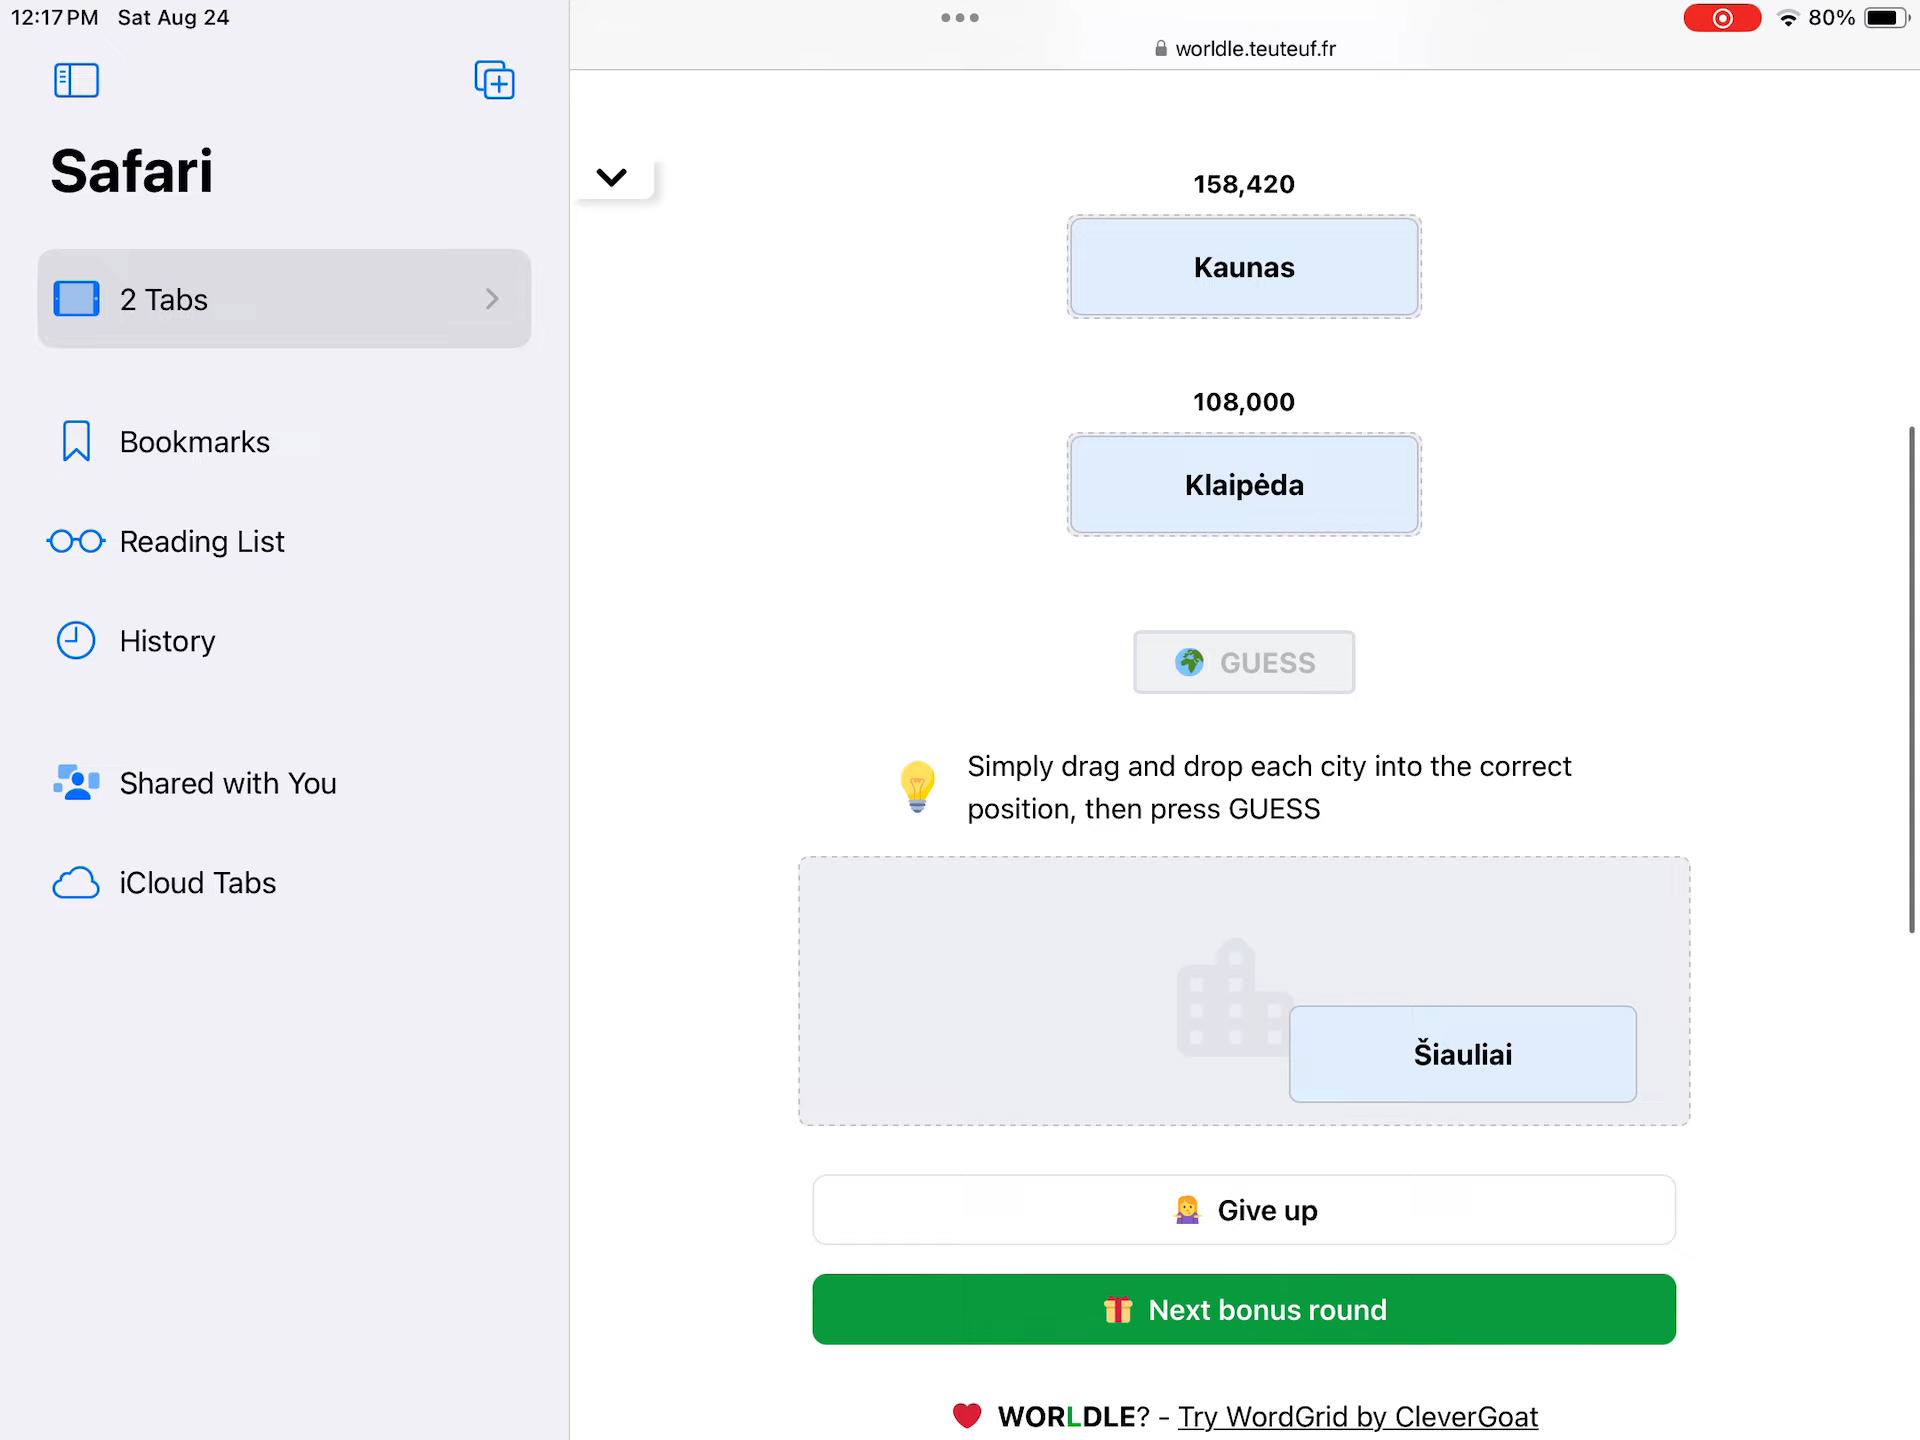 12:17 PM Sat Aug 24
80%
worldle.teuteuf.fr
Safari
2 Tabs
Bookmarks
Reading List
History
Shared with You
iCloud Tabs
158,420
Kaunas
108,000
Klaipėda
GUESS
Simply drag and drop each city into the correct
position, then press GUESS
Šiauliai
Give up
Next bonus round
WORLDLE? - Try WordGrid by CleverGoat